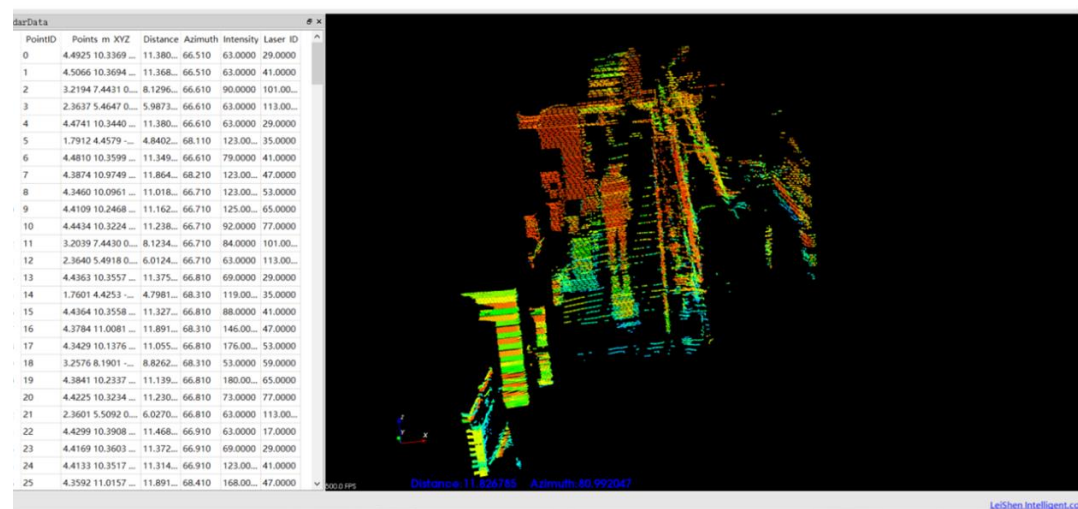 darData
PointID Points m XYZ Distance Azimuth Intensity Laser ID
0 4.4925 10.3369 ... 11.380... 66.510 63.0000 29.0000
1 4.5066 10.3694 ... 11.368... 66.510 63.0000 41.0000
2 3.2194 7.4431 0.... 8.1296... 66.610 90.0000 101.00...
3 2.3637 5.4647 0.... 5.9873... 66.610 63.0000 113.00...
4 4.4741 10.3440 ... 11.380... 66.610 63.0000 29.0000
5 1.7912 4.4579 -... 4.8402... 68.110 123.00... 35.0000
6 4.4810 10.3599 ... 11.349... 66.610 79.0000 41.0000
7 4.3874 10.9749 ... 11.864... 68.210 123.00... 47.0000
8 4.3460 10.0961 ... 11.018... 66.710 123.00... 53.0000
9 4.4109 10.2468 ... 11.162... 66.710 125.00... 65.0000
10 4.4434 10.3224 ... 11.238... 66.710 92.0000 77.0000
11 3.2039 7.4430 0.... 8.1234... 66.710 84.0000 101.00...
12 2.3640 5.4918 0.... 6.0124... 66.710 63.0000 113.00...
13 4.4363 10.3557 ... 11.375... 66.810 69.0000 29.0000
14 1.7601 4.4253 -... 4.7981... 68.310 119.00... 35.0000
15 4.4364 10.3558 ... 11.327... 66.810 88.0000 41.0000
16 4.3784 11.0081 ... 11.891... 68.310 146.00... 47.0000
17 4.3429 10.1376 ... 11.055... 66.810 176.00... 53.0000
18 3.2576 8.1901 -... 8.8262... 68.310 53.0000 59.0000
19 4.3841 10.2337 ... 11.139... 66.810 180.00... 65.0000
20 4.4225 10.3234 ... 11.230... 66.810 73.0000 77.0000
21 2.3601 5.5092 0.... 6.0270... 66.810 63.0000 113.00...
22 4.4299 10.3908 ... 11.468... 66.910 63.0000 17.0000
23 4.4169 10.3603 ... 11.372... 66.910 69.0000 29.0000
24 4.4133 10.3517 ... 11.314... 66.910 123.00... 41.0000
25 4.3592 11.0157 ... 11.891... 68.410 168.00... 47.0000
Z
Y X
500.0 FPS
Distance:11.826785 Azimuth:80.992047
LeiShen Intelligent.co